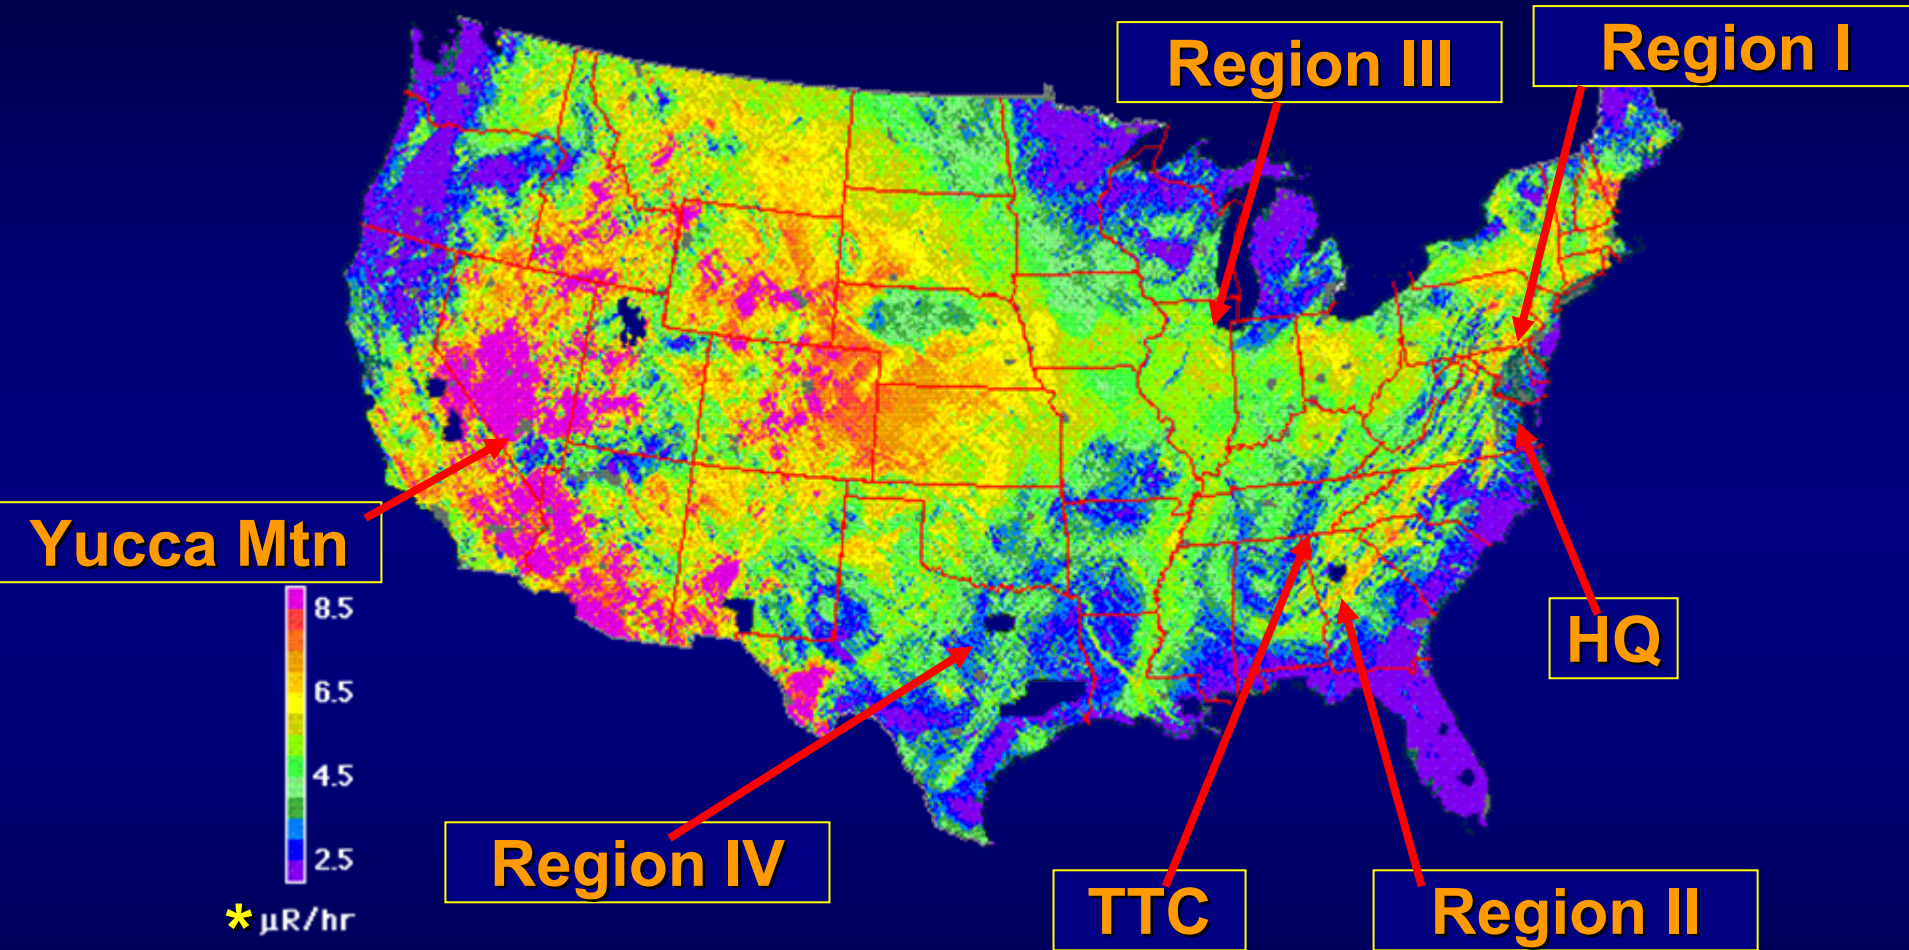 Region III
Region I
Yucca Mtn
8.5
6.5
4.5
2.5
* µR/hr
HQ
Region IV
TTC
Region II